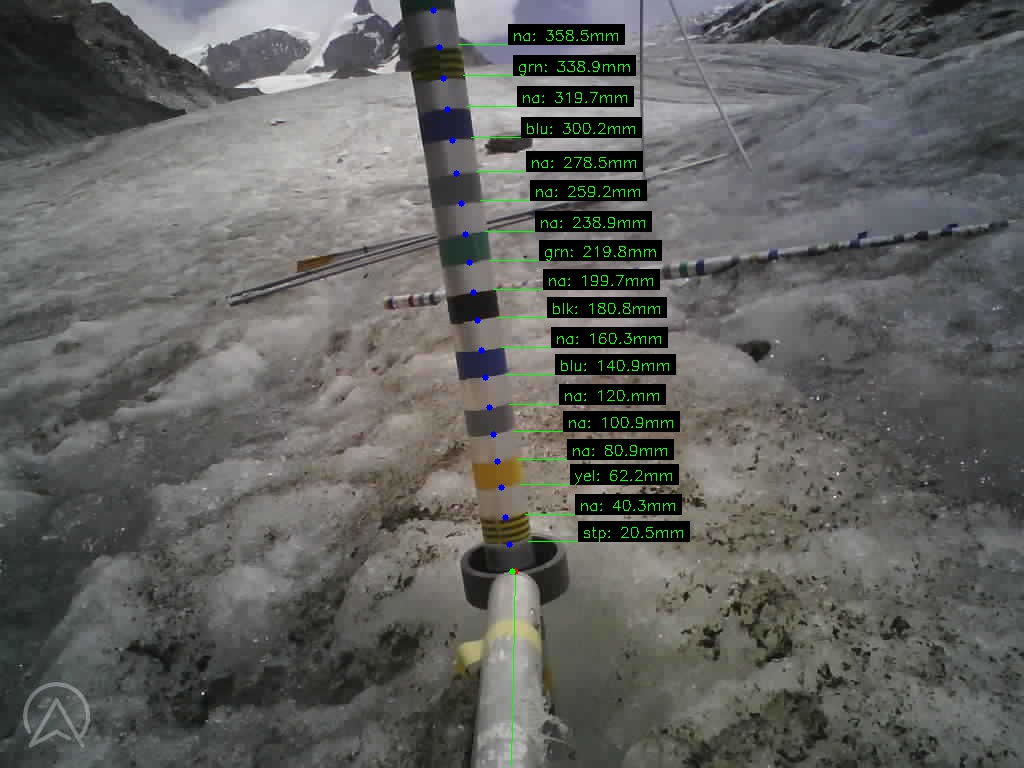 na: 358.5mm
grn: 338.9mm
na: 319.7mm
blu: 300.2mm
na: 278.5mm
na: 259.2mm
na: 238.9mm
grn: 219.8mm
na: 199.7mm
blk: 180.8mm
na: 160.3mm
blu: 140.9mm
na: 120.mm
na: 100.9mm
na: 80.9mm
yel: 62.2mm
na: 40.3mm
stp: 20.5mm